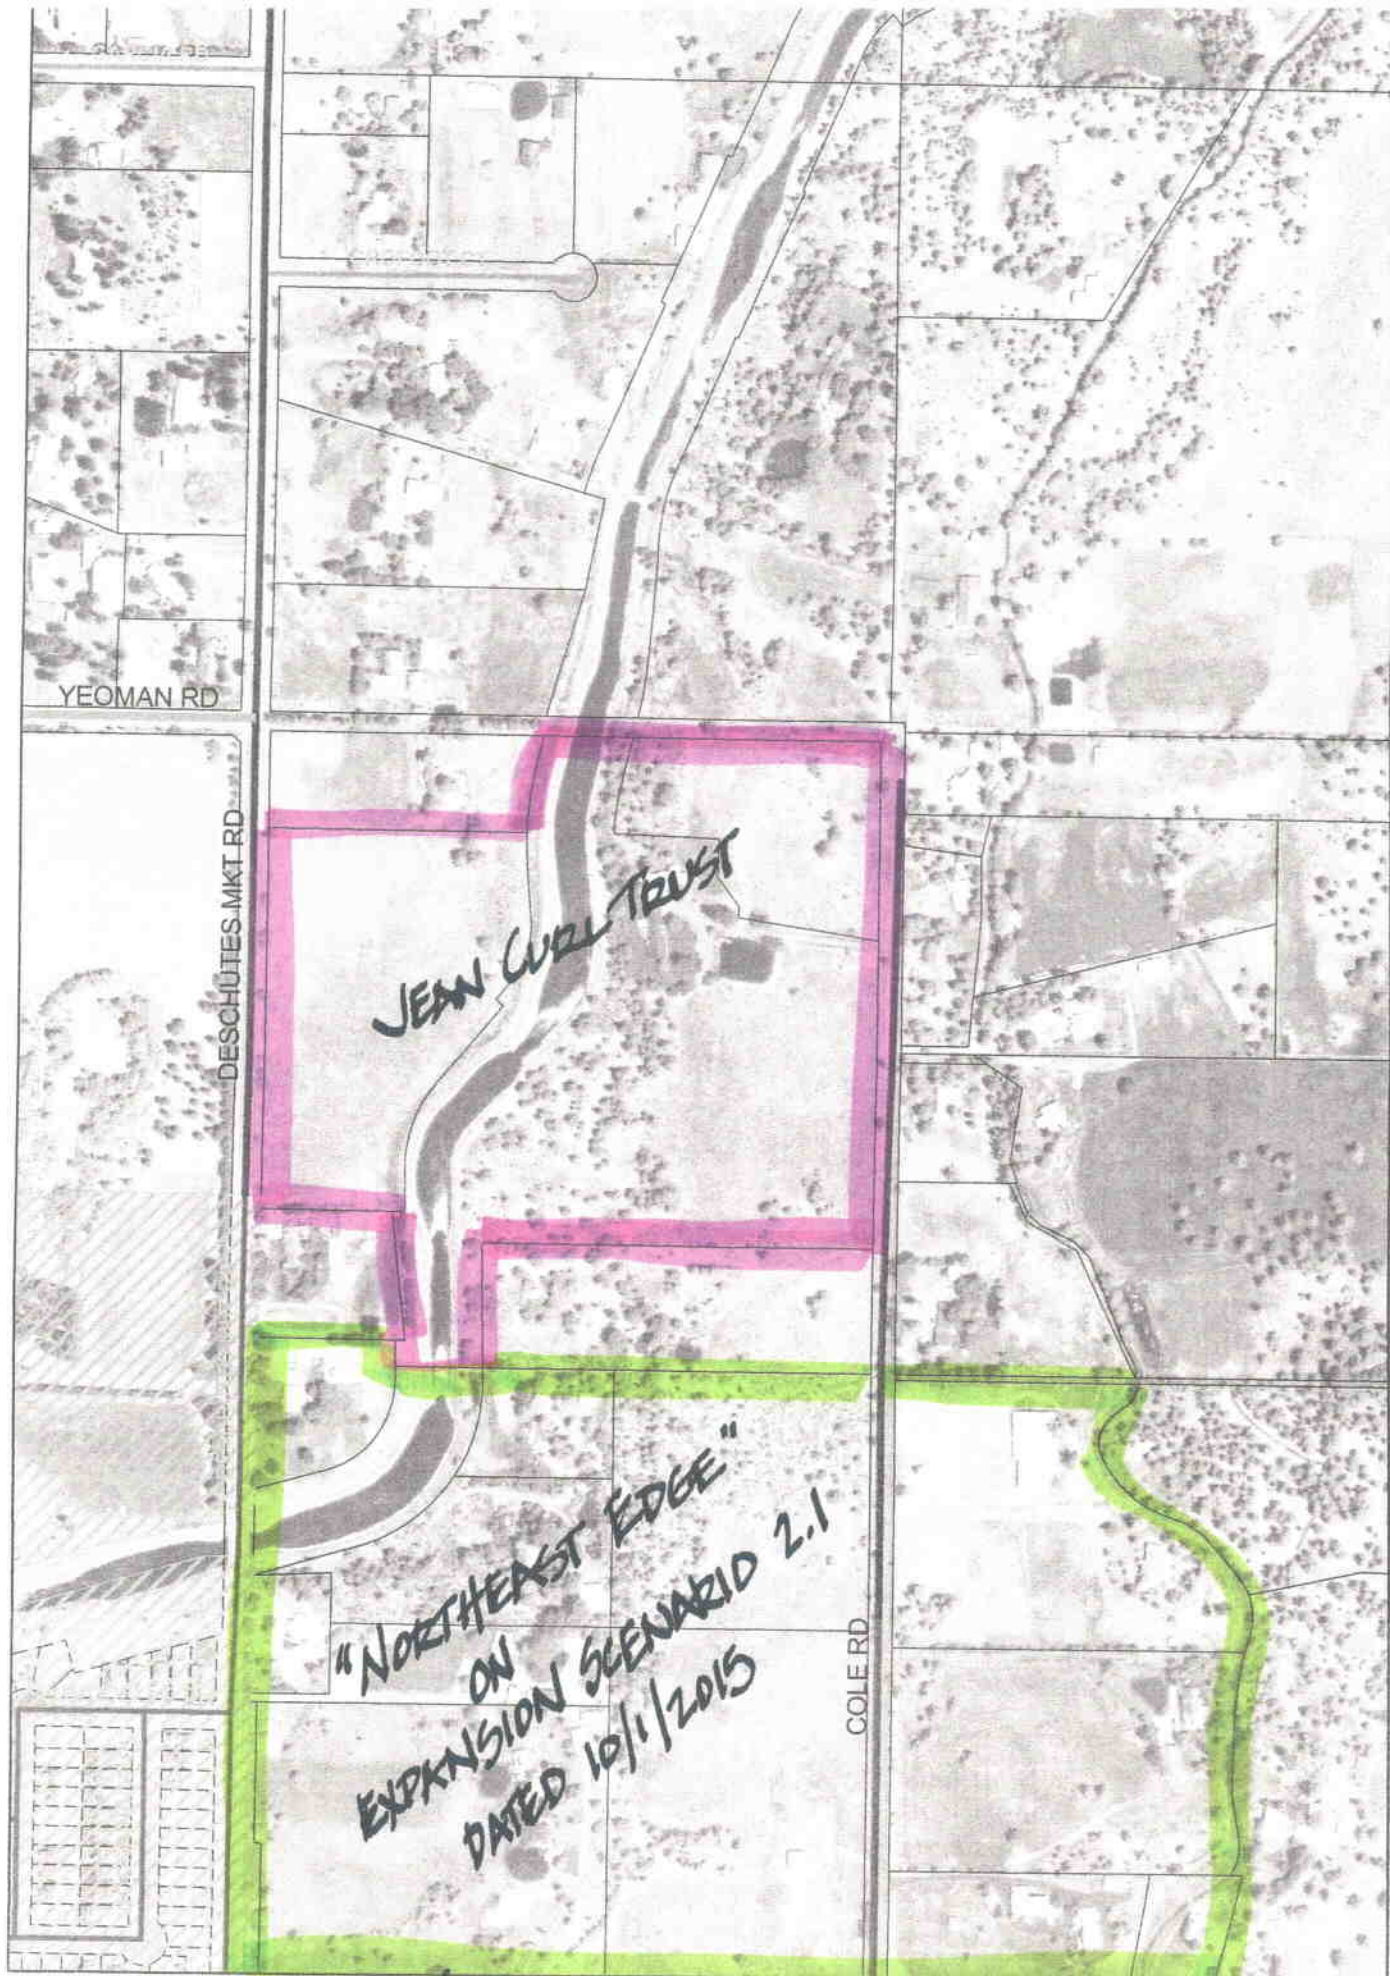 YEOMAN RD
DESCHUTES MKT RD
JEAN CURL TRUST
"NORTHEAST EDGE"
ON
EXPANSION SCENARIO 2.1
DATED 10/1/2015
COLE RD